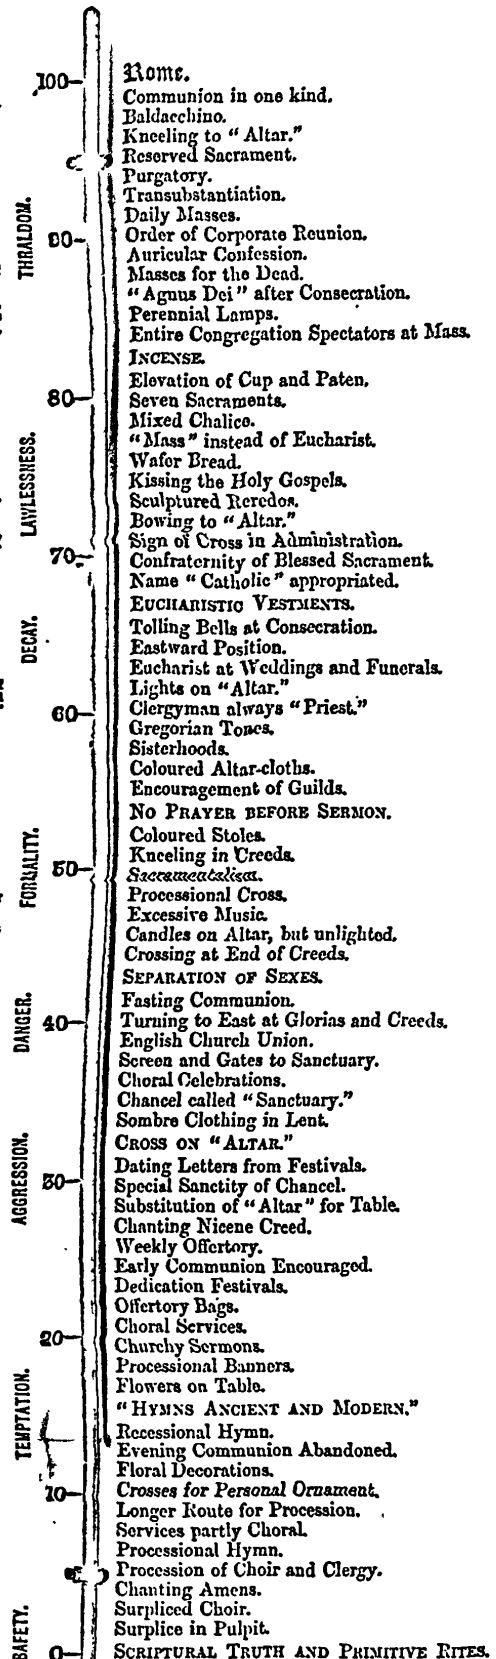 100
Rome.
Communion in one kind.
Baldacchino.
Kneeling to "Altar."
Reserved Sacrament.
Purgatory.
Transubstantiation.
Daily Masses.
THRALDOM.
90
Order of Corporate Reunion.
Auricular Confession.
Masses for the Dead.
"Agnus Dei" after Consecration.
Perennial Lamps.
Entire Congregation Spectators at Mass.
INCENSE.
Elevation of Cup and Paten.
80
Seven Sacraments.
Mixed Chalice.
"Mass" instead of Eucharist.
Wafer Bread.
LAWLESSNESS.
Kissing the Holy Gospels.
Sculptured Reredos.
Bowing to "Altar."
Sign of Cross in Administration.
70
Confraternity of Blessed Sacrament.
Name "Catholic" appropriated.
EUCHARISTIC VESTMENTS.
Tolling Bells at Consecration.
DECAY.
Eastward Position.
Eucharist at Weddings and Funerals.
Lights on "Altar."
60
Clergyman always "Priest."
Gregorian Tones.
Sisterhoods.
Coloured Altar-cloths.
Encouragement of Guilds.
NO PRAYER BEFORE SERMON.
Coloured Stoles.
Kneeling in Creeds.
FORMALITY.
50
Sacramentalism.
Processional Cross.
Excessive Music.
Candles on Altar, but unlighted.
Crossing at End of Creeds.
SEPARATION OF SEXES.
Fasting Communion.
DANGER.
40
Turning to East at Glorias and Creeds.
English Church Union.
Screen and Gates to Sanctuary.
Choral Celebrations.
Chancel called "Sanctuary."
Sombre Clothing in Lent.
CROSS ON "ALTAR."
Dating Letters from Festivals.
AGGRESSION.
30
Special Sanctity of Chancel.
Substitution of "Altar" for Table.
Chanting Nicene Creed.
Weekly Offertory.
Early Communion Encouraged.
Dedication Festivals.
Offertory Bags.
Choral Services.
20
Churchy Sermons.
Processional Banners.
Flowers on Table.
"HYMNS ANCIENT AND MODERN."
TEMPTATION.
Recessional Hymn.
Evening Communion Abandoned.
Floral Decorations.
10
Crosses for Personal Ornament.
Longer Route for Procession.
Services partly Choral.
Processional Hymn.
Procession of Choir and Clergy.
Chanting Amens.
SAFETY.
Surpliced Choir.
Surplice in Pulpit.
0
SCRIPTURAL TRUTH AND PRIMITIVE RITES.